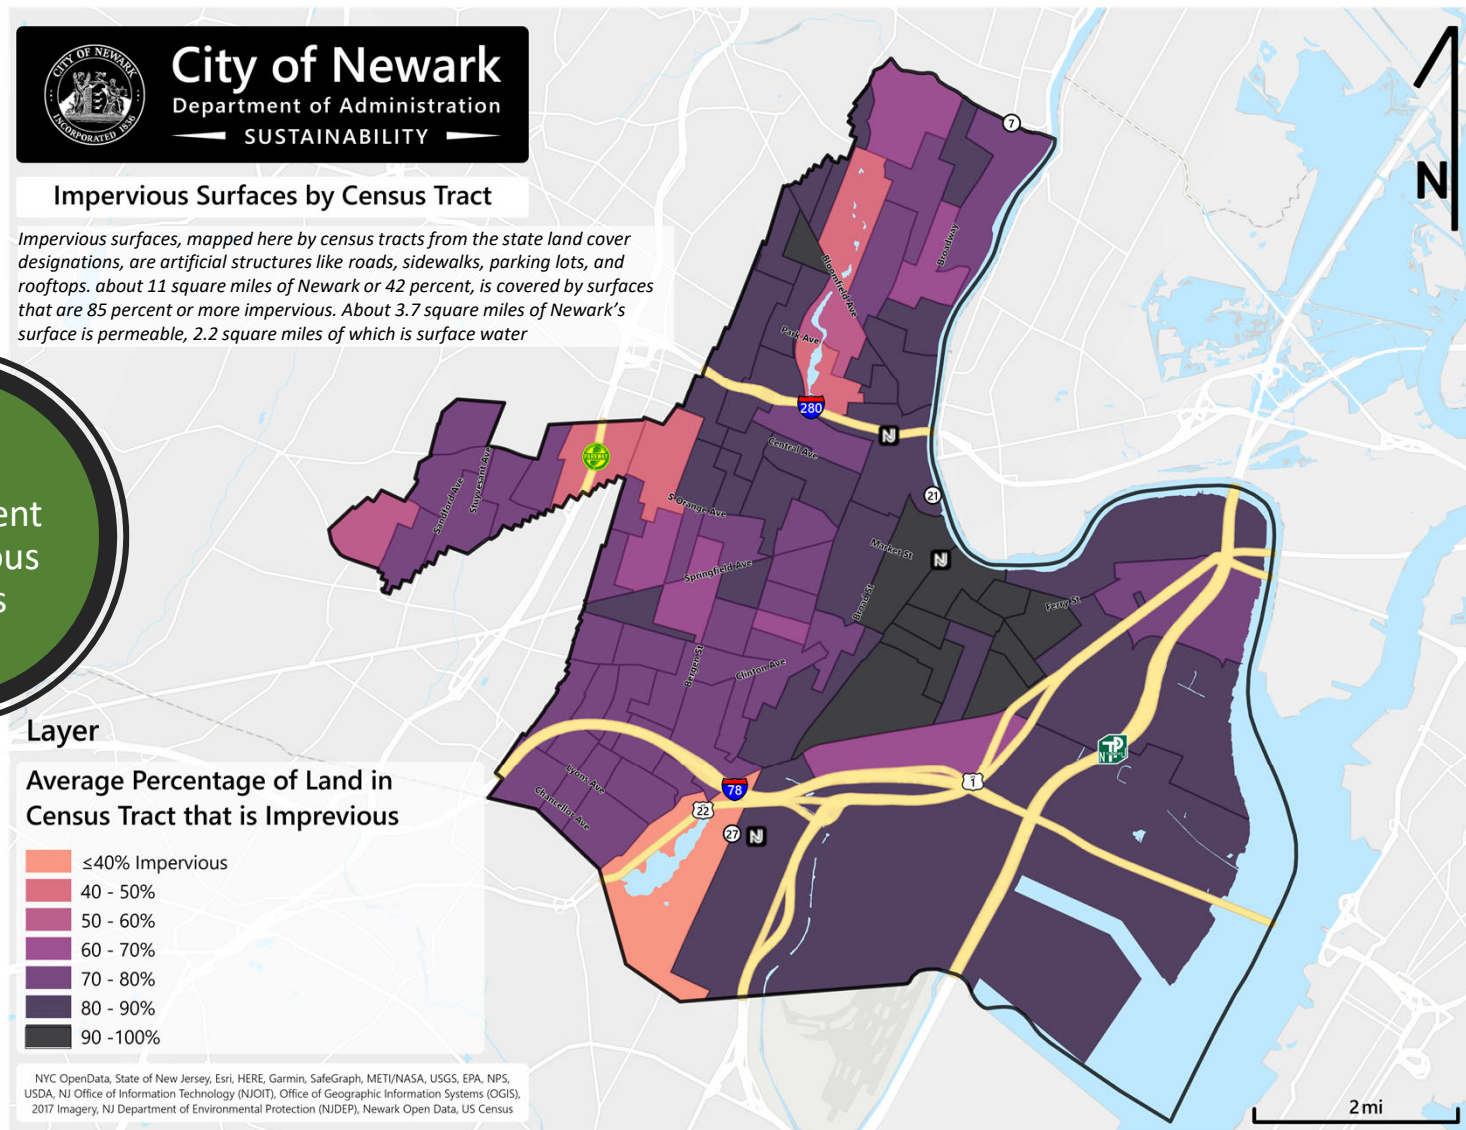 CITY OF NEWARK
INCORPORATED 1836
City of Newark
Department of Administration
SUSTAINABILITY
Impervious Surfaces by Census Tract
Impervious surfaces, mapped here by census tracts from the state land cover
designations, are artificial structures like roads, sidewalks, parking lots, and
rooftops. about 11 square miles of Newark or 42 percent, is covered by surfaces
that are 85 percent or more impervious. About 3.7 square miles of Newark's
surface is permeable, 2.2 square miles of which is surface water
N
7
Broadway
Bloomfield Ave
Park Ave
280
N
Central Ave
PARKWAY
Stuyvesant Ave
Sandford Ave
S Orange Ave
21
Market St
N
Springfield Ave
Broad St
Ferry St
Bergen St
Clinton Ave
ent
ous
s
Lyons Ave
Chancellor Ave
78
22
27
N
1
TP
N
Layer
Average Percentage of Land in
Census Tract that is Imprevious
≤40% Impervious
40 - 50%
50 - 60%
60 - 70%
70 - 80%
80 - 90%
90 -100%
NYC OpenData, State of New Jersey, Esri, HERE, Garmin, SafeGraph, METI/NASA, USGS, EPA, NPS,
USDA, NJ Office of Information Technology (NJOIT), Office of Geographic Information Systems (OGIS),
2017 Imagery, NJ Department of Environmental Protection (NJDEP), Newark Open Data, US Census
2 mi